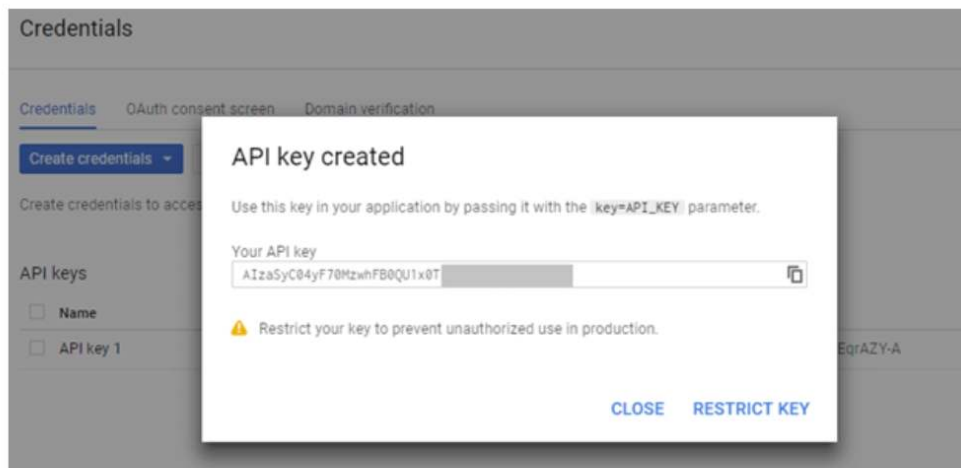 Credentials
Credentials OAuth consent screen Domain verification
Create credentials
API key created
Create credentials to acces
Use this key in your application by passing it with the key=API_KEY parameter.
Your API key
AIzaSyC04yF70MzwhFB0QU1x0T
API keys
Name
Restrict your key to prevent unauthorized use in production.
API key 1
EqrAZY-A
CLOSE RESTRICT KEY